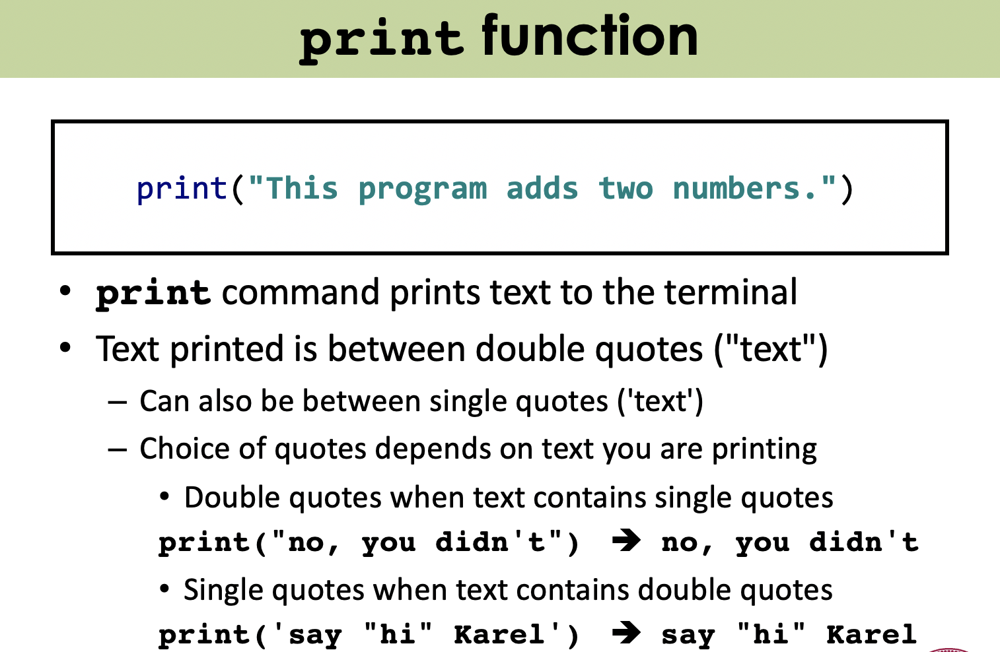 print function
print("This program adds two numbers.")
• print command prints text to the terminal
• Text printed is between double quotes ("text")
– Can also be between single quotes ('text')
– Choice of quotes depends on text you are printing
• Double quotes when text contains single quotes
print("no, you didn't") ➔ no, you didn't
• Single quotes when text contains double quotes
print('say "hi" Karel') ➔ say "hi" Karel